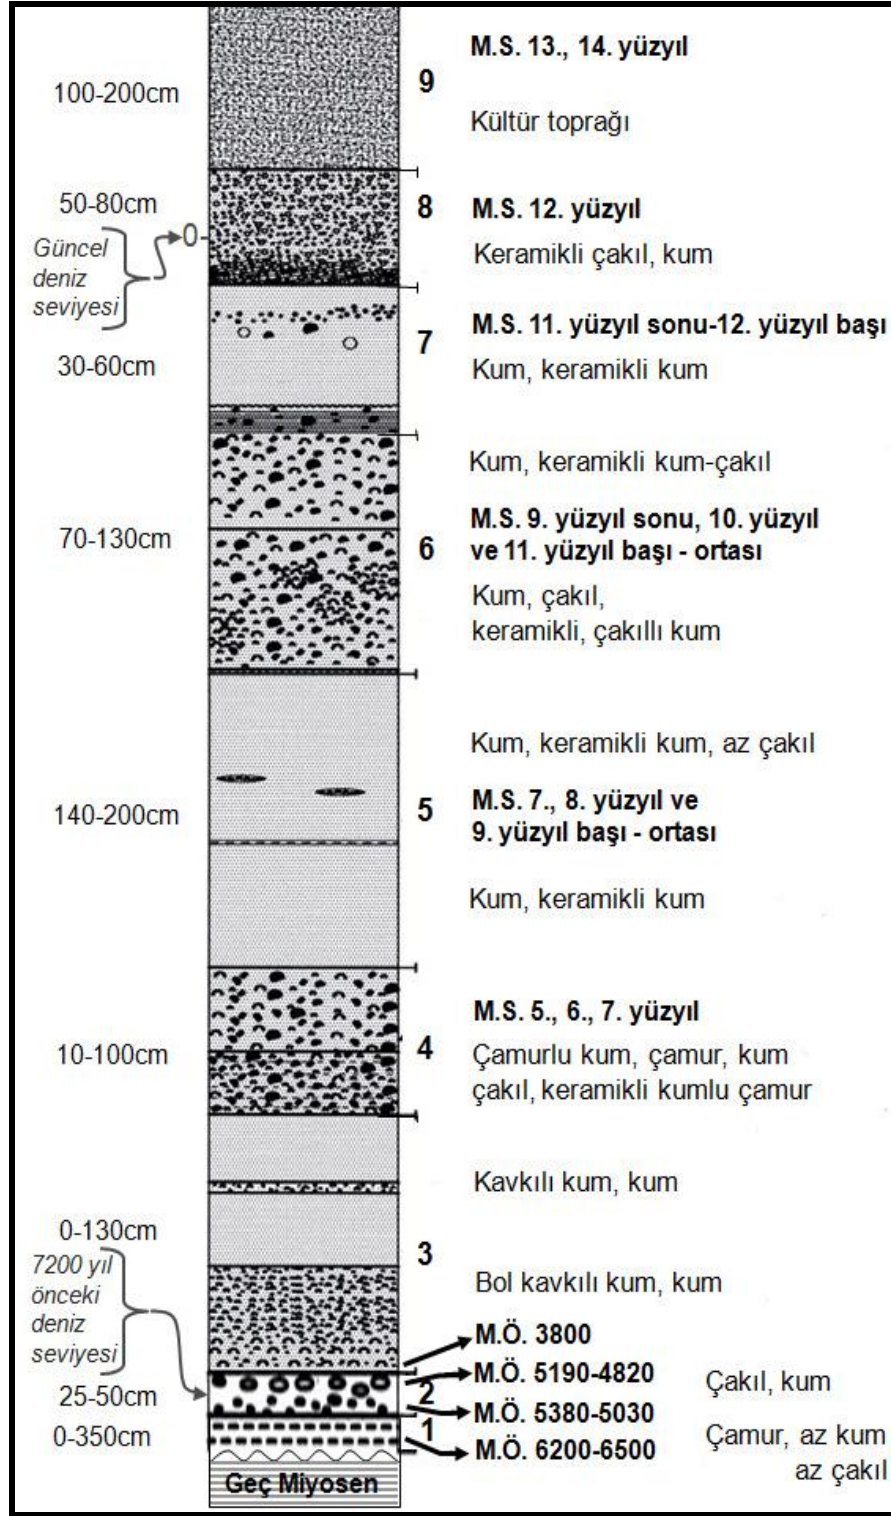 M.S. 13., 14. yüzyıl
100-200cm
9
Kültür toprağı
50-80cm
8
M.S. 12. yüzyıl
0
Güncel
deniz
seviyesi
Keramikli çakıl, kum
M.S. 11. yüzyıl sonu-12. yüzyıl başı
7
30-60cm
Kum, keramikli kum
Kum, keramikli kum-çakıl
M.S. 9. yüzyıl sonu, 10. yüzyıl
ve 11. yüzyıl başı - ortası
70-130cm
6
Kum, çakıl,
keramikli, çakıllı kum
Kum, keramikli kum, az çakıl
M.S. 7., 8. yüzyıl ve
9. yüzyıl başı - ortası
140-200cm
5
Kum, keramikli kum
M.S. 5., 6., 7. yüzyıl
10-100cm
4
Çamurlu kum, çamur, kum
çakıl, keramikli kumlu çamur
Kavkılı kum, kum
0-130cm
3
7200 yıl
önceki
deniz
seviyesi
Bol kavkılı kum, kum
M.Ö. 3800
M.Ö. 5190-4820
25-50cm
2
Çakıl, kum
M.Ö. 5380-5030
0-350cm
1
M.Ö. 6200-6500
Çamur, az kum
az çakıl
Geç Miyosen